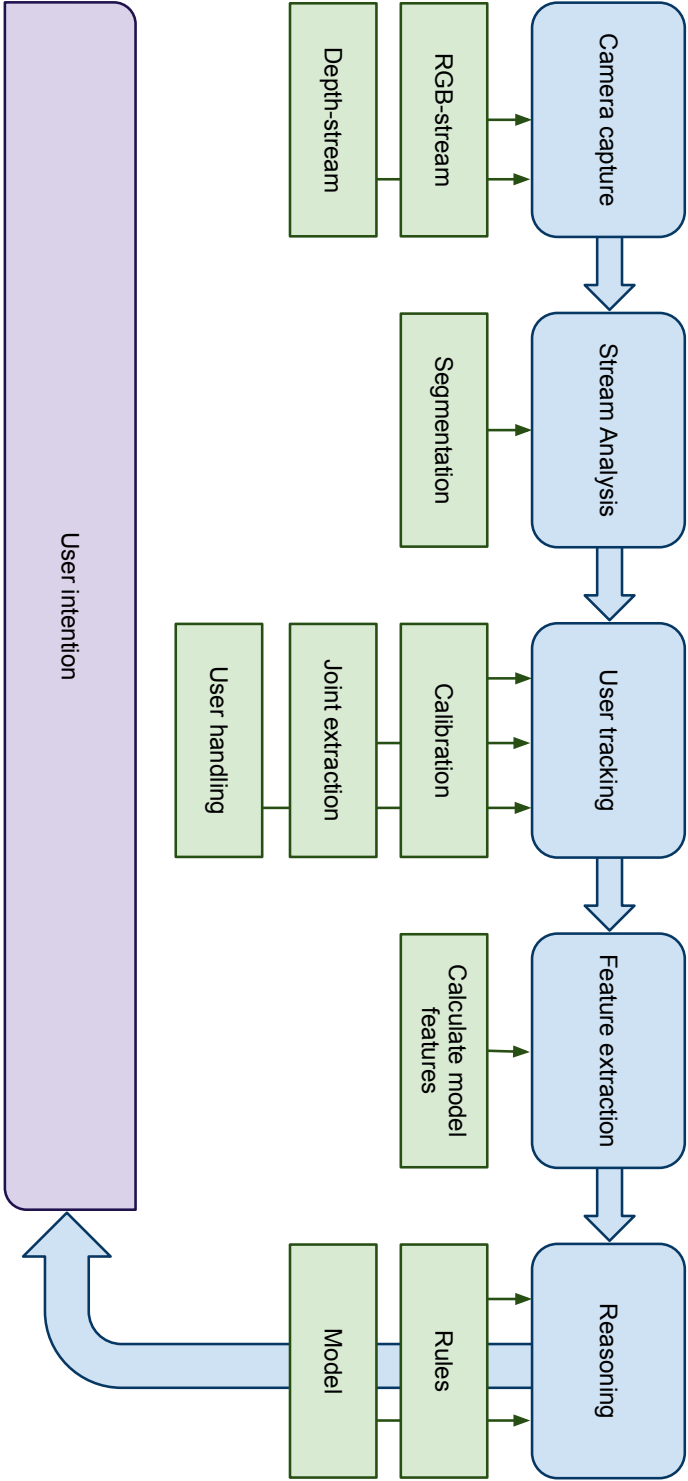 Camera capture
Stream Analysis
User tracking
Feature extraction
Reasoning
RGB-stream
Segmentation
Calibration
Calculate model
features
Rules
Depth-stream
Joint extraction
Model
User handling
User intention